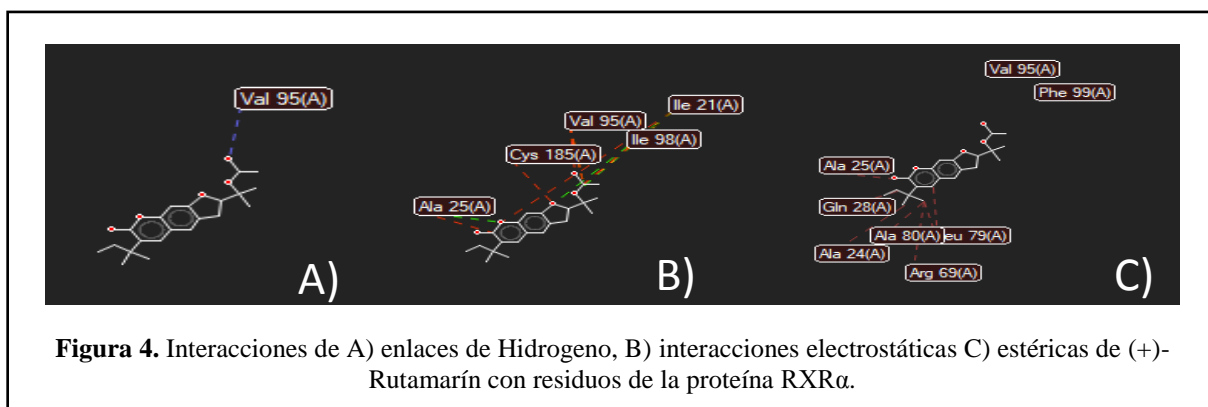 Val 95(A)
A)
Val 95(A)
Ile 21(A)
Ile 98(A)
Cys 185(A)
Ala 25(A)
B)
Val 95(A)
Phe 99(A)
Ala 25(A)
Gln 28(A)
Ala 80(A) eu 79(A)
Ala 24(A)
Arg 69(A)
C)
Figura 4. Interacciones de A) enlaces de Hidrogeno, B) interacciones electrostáticas C) estéricas de (+)-
Rutamarín con residuos de la proteína RXRα.